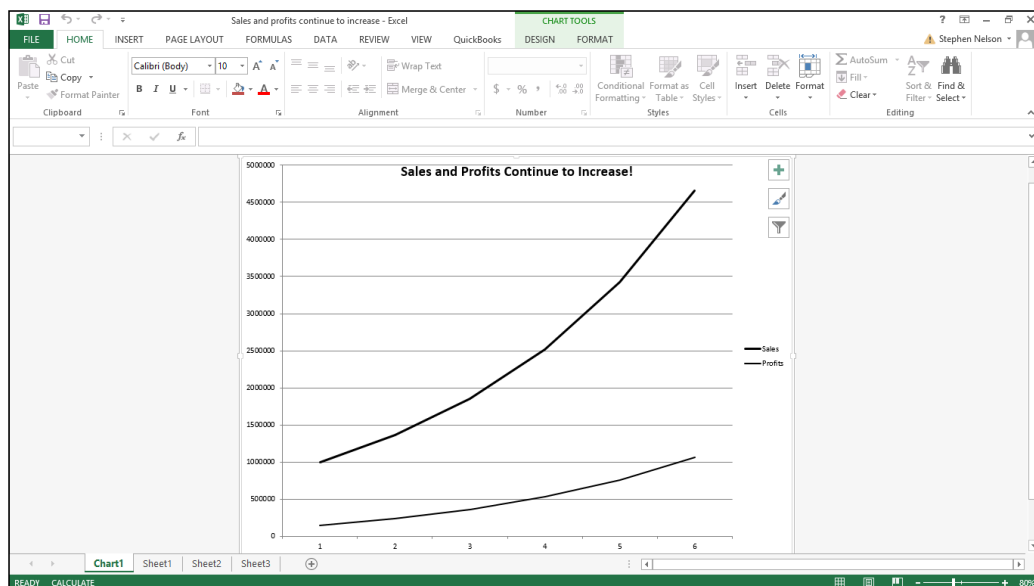 Sales and profits continue to increase - Excel
CHART TOOLS
?
FILE HOME INSERT PAGE LAYOUT FORMULAS DATA REVIEW VIEW QuickBooks DESIGN FORMAT
Stephen Nelson
Paste
Cut
Copy
Format Painter
Clipboard
Calibri (Body) 10 A A
B I U A
Font
Wrap Text
Merge & Center
Alignment
$ % ,
Number
Conditional Formatting
Format as Table
Cell Styles
Styles
Insert Delete Format
Cells
AutoSum
Fill
Clear
Sort & Filter
Find & Select
Editing
fx
Sales and Profits Continue to Increase!
5000000
4500000
4000000
3500000
3000000
2500000
2000000
1500000
1000000
500000
0
1 2 3 4 5 6
Sales
Profits
Chart1 Sheet1 Sheet2 Sheet3
READY CALCULATE
80%